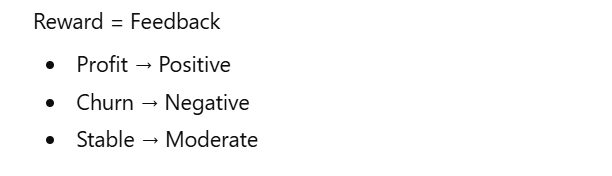 Reward = Feedback
• Profit → Positive
• Churn → Negative
• Stable → Moderate